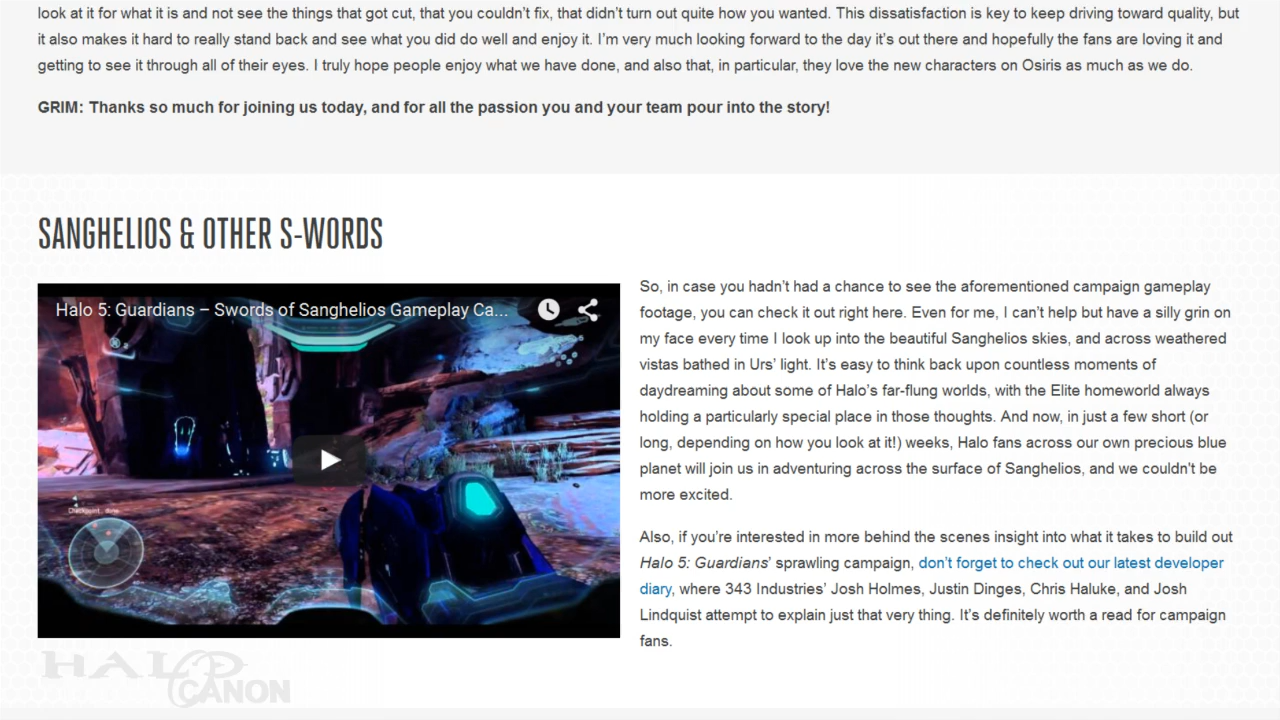 look at it for what it is and not see the things that got cut, that you couldn’t fix, that didn’t turn out quite how you wanted. This dissatisfaction is key to keep driving toward quality, but
it also makes it hard to really stand back and see what you did do well and enjoy it. I’m very much looking forward to the day it’s out there and hopefully the fans are loving it and
getting to see it through all of their eyes. I truly hope people enjoy what we have done, and also that, in particular, they love the new characters on Osiris as much as we do.
GRIM: Thanks so much for joining us today, and for all the passion you and your team pour into the story!
SANGHELIOS & OTHER S-WORDS
Halo 5: Guardians – Swords of Sanghelios Gameplay Ca...
Checkpoint... done
So, in case you hadn’t had a chance to see the aforementioned campaign gameplay
footage, you can check it out right here. Even for me, I can’t help but have a silly grin on
my face every time I look up into the beautiful Sanghelios skies, and across weathered
vistas bathed in Urs’ light. It’s easy to think back upon countless moments of
daydreaming about some of Halo’s far-flung worlds, with the Elite homeworld always
holding a particularly special place in those thoughts. And now, in just a few short (or
long, depending on how you look at it!) weeks, Halo fans across our own precious blue
planet will join us in adventuring across the surface of Sanghelios, and we couldn't be
more excited.
Also, if you’re interested in more behind the scenes insight into what it takes to build out
Halo 5: Guardians’ sprawling campaign, don’t forget to check out our latest developer
diary, where 343 Industries’ Josh Holmes, Justin Dinges, Chris Haluke, and Josh
Lindquist attempt to explain just that very thing. It’s definitely worth a read for campaign
fans.
HALO
CANON